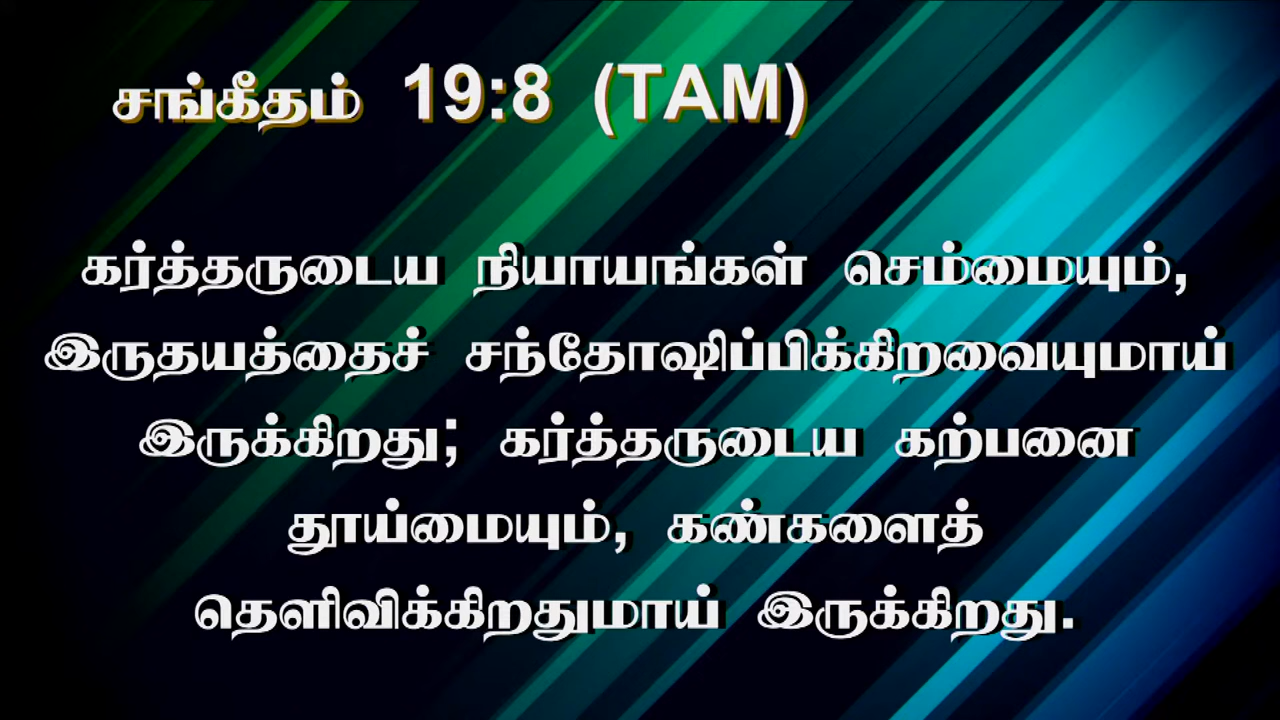 சங்கீதம் 19:8 (TAM)
கர்த்தருடைய நியாயங்கள் செம்மையும்,
இருதயத்தைச் சந்தோஷிப்பிக்கிறவையுமாய்
இருக்கிறது; கர்த்தருடைய கற்பனை
தூய்மையும், கண்களைத்
தெளிவிக்கிறதுமாய் இருக்கிறது.